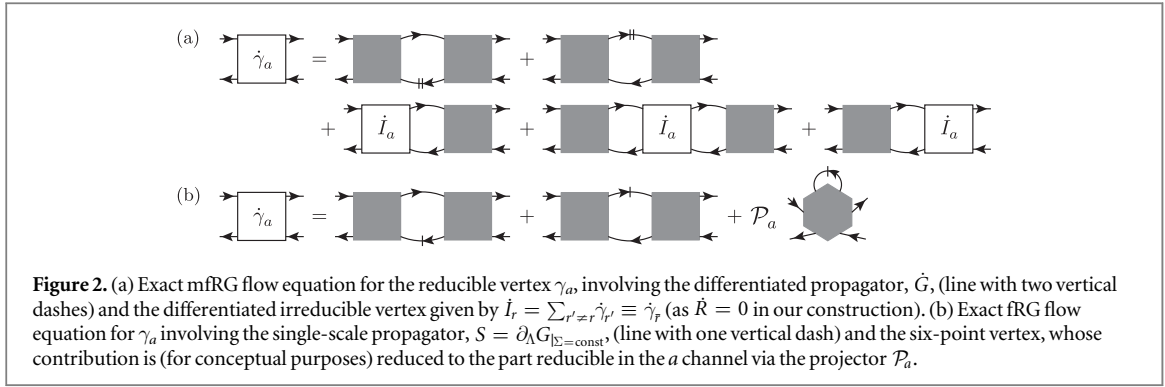 (a) γ̇ₐ = +
+ İₐ + İₐ + İₐ
(b) γ̇ₐ = + + 𝒫ₐ
Figure 2. (a) Exact mfRG flow equation for the reducible vertex γₐ, involving the differentiated propagator, Ġ, (line with two vertical
dashes) and the differentiated irreducible vertex given by İᵣ = ∑ᵣ′≠ᵣ γ̇ᵣ′ ≡ γ̇_r̄ (as Ṙ = 0 in our construction). (b) Exact fRG flow
equation for γₐ involving the single-scale propagator, S = ∂_Λ G_|Σ=const, (line with one vertical dash) and the six-point vertex, whose
contribution is (for conceptual purposes) reduced to the part reducible in the a channel via the projector 𝒫ₐ.